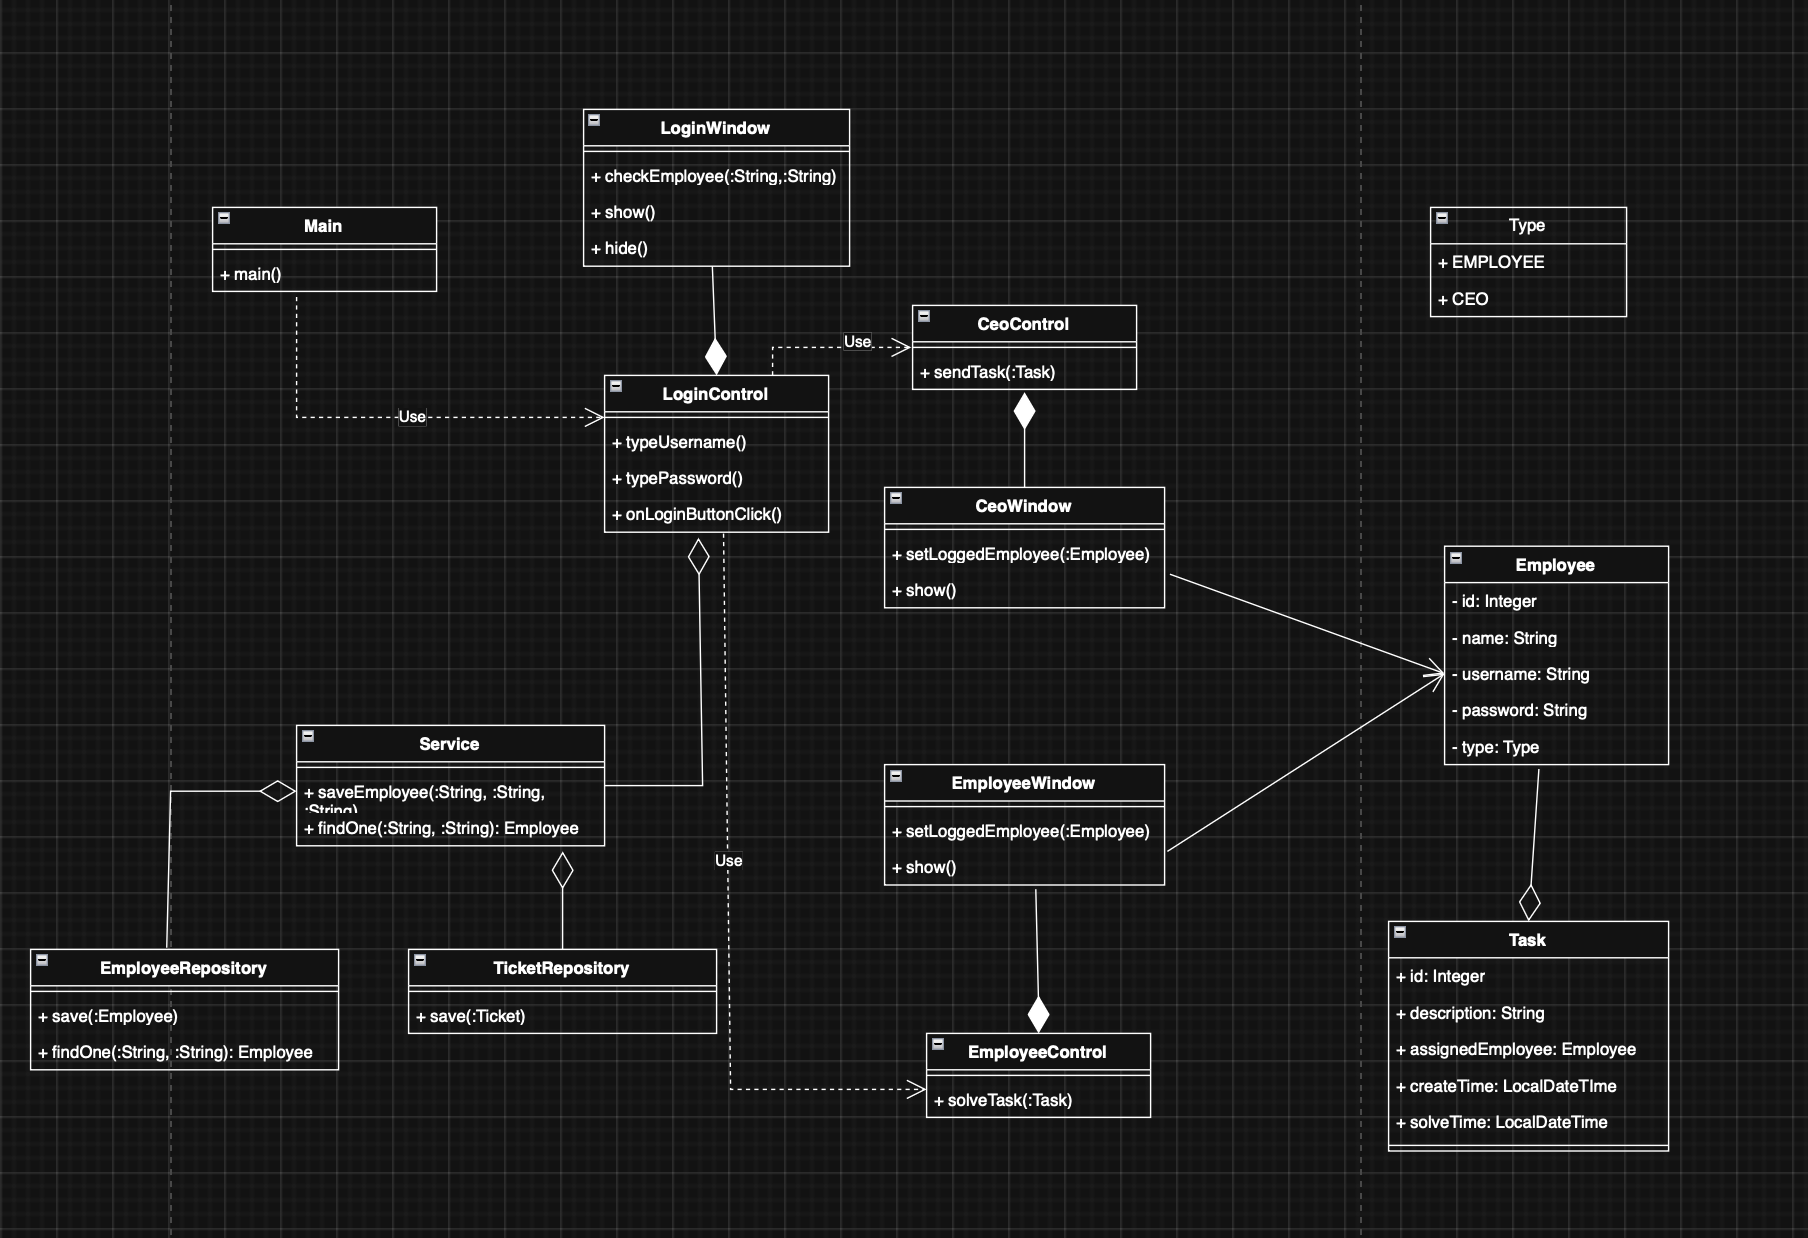 LoginWindow
+ checkEmployee(:String,:String)
+ show()
+ hide()
Main
+ main()
Type
+ EMPLOYEE
+ CEO
CeoControl
+ sendTask(:Task)
Use
LoginControl
+ typeUsername()
+ typePassword()
+ onLoginButtonClick()
Use
CeoWindow
+ setLoggedEmployee(:Employee)
+ show()
Employee
- id: Integer
- name: String
- username: String
- password: String
- type: Type
Service
+ saveEmployee(:String, :String,
:String)
+ findOne(:String, :String): Employee
EmployeeWindow
+ setLoggedEmployee(:Employee)
+ show()
Use
EmployeeRepository
+ save(:Employee)
+ findOne(:String, :String): Employee
TicketRepository
+ save(:Ticket)
Task
+ id: Integer
+ description: String
+ assignedEmployee: Employee
+ createTime: LocalDateTIme
+ solveTime: LocalDateTime
EmployeeControl
+ solveTask(:Task)